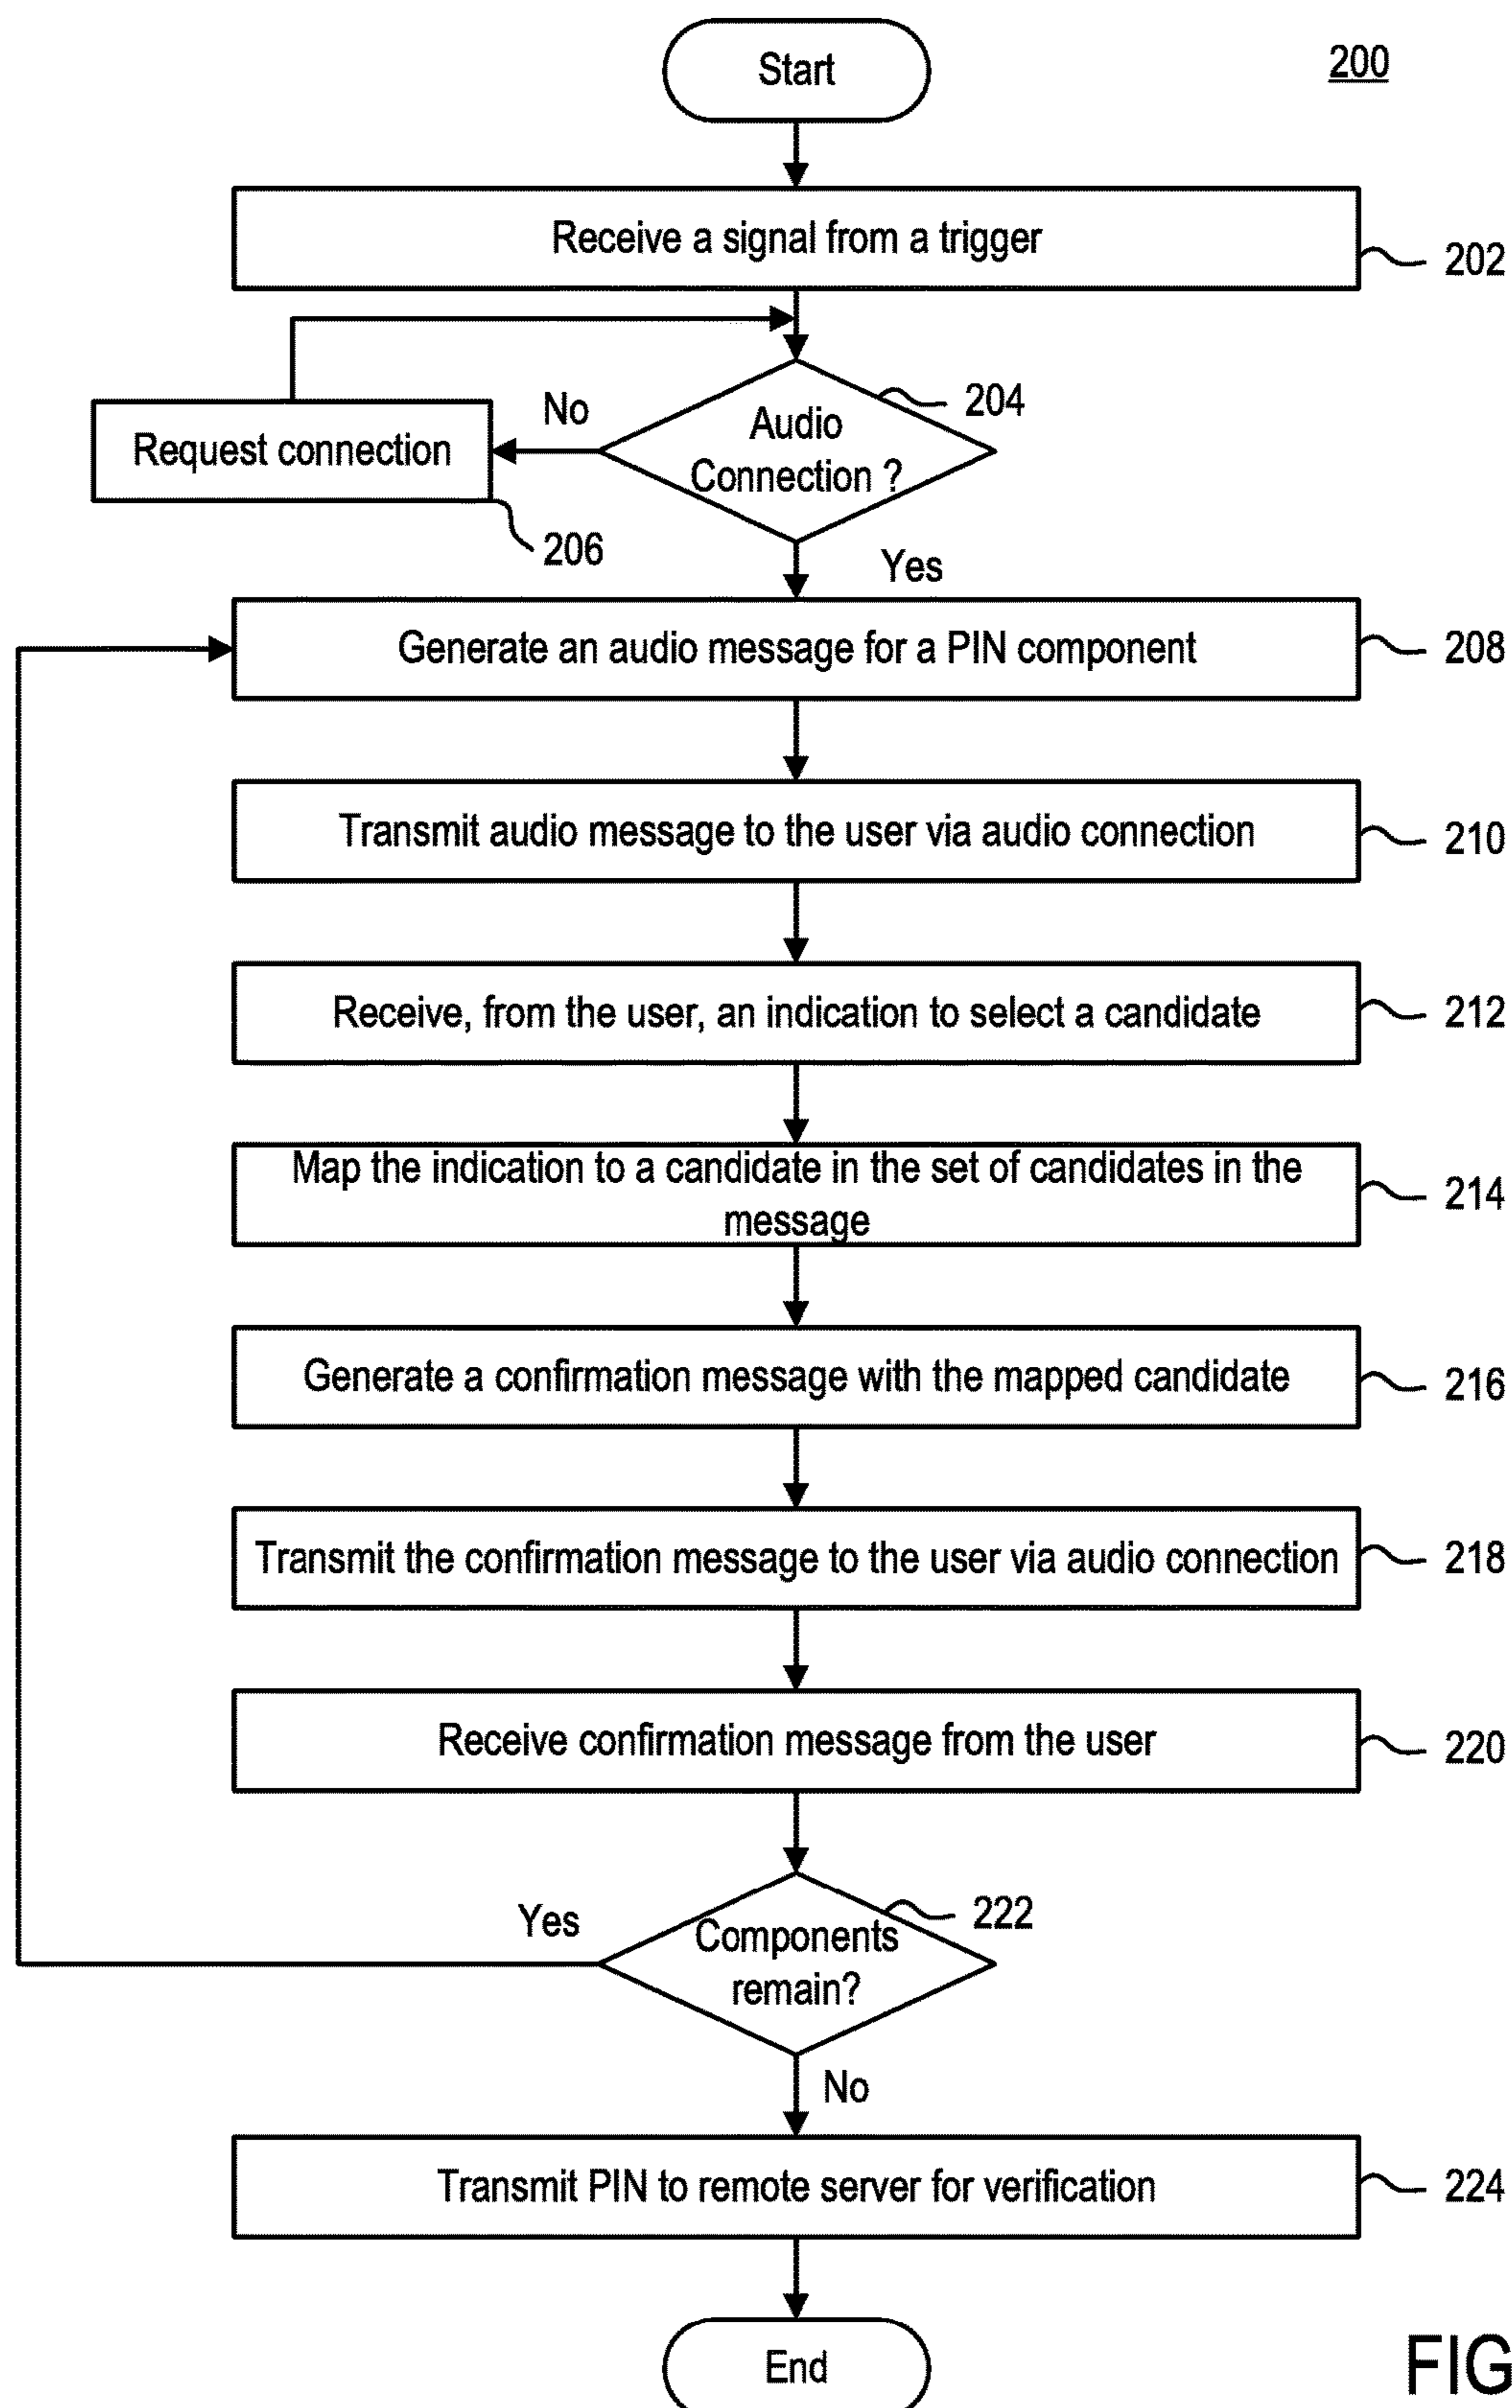 Start
200
Receive a signal from a trigger
202
204
Audio
Connection ?
No
Request connection
206
Yes
Generate an audio message for a PIN component
208
Transmit audio message to the user via audio connection
210
Receive, from the user, an indication to select a candidate
212
Map the indication to a candidate in the set of candidates in the
message
214
Generate a confirmation message with the mapped candidate
216
Transmit the confirmation message to the user via audio connection
218
Receive confirmation message from the user
220
222
Yes
Components
remain?
No
Transmit PIN to remote server for verification
224
End
FIG